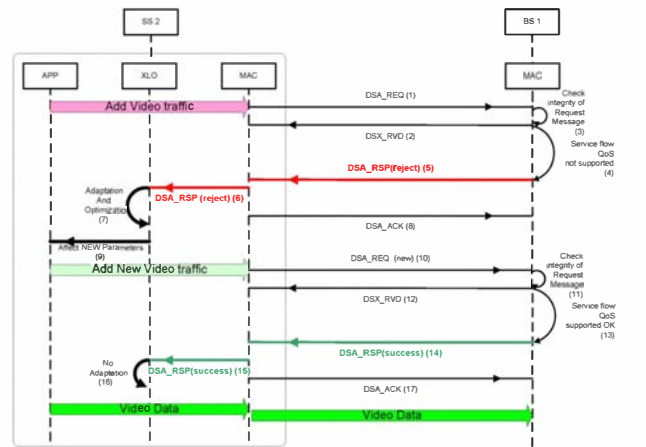 SS 2
BS 1
APP
XLO
MAC
MAC
Add Video traffic
DSA_REQ (1)
Check
integrity of
Request
Message
(3)
DSX_RVD (2)
Service flow
QoS
not supported
(4)
DSA_RSP(reject) (5)
Adaptation
And
Optimizatio
(7)
DSA_RSP (reject) (6)
DSA_ACK (8)
Affect NEW Parameters
(9)
Add New Video traffic
DSA_REQ (new) (10)
Check
integrity of
Request
Message
(11)
DSX_RVD (12)
Service flow
QoS
supported OK
(13)
DSA_RSP(success) (14)
No
Adaptation
(16)
DSA_RSP(success) (15)
DSA_ACK (17)
Video Data
Video Data